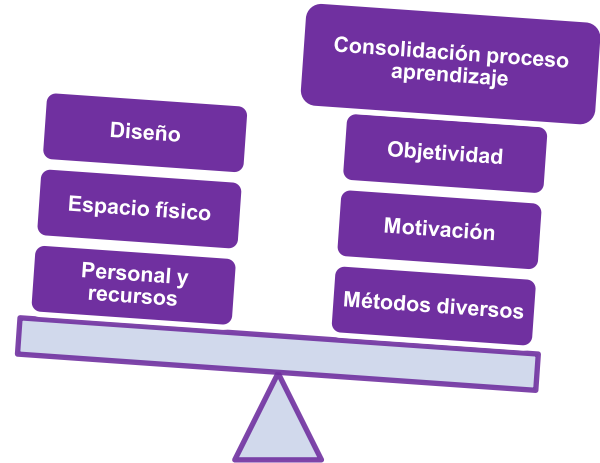 Consolidación proceso
aprendizaje
Diseño
Objetividad
Espacio físico
Motivación
Personal y
recursos
Métodos diversos